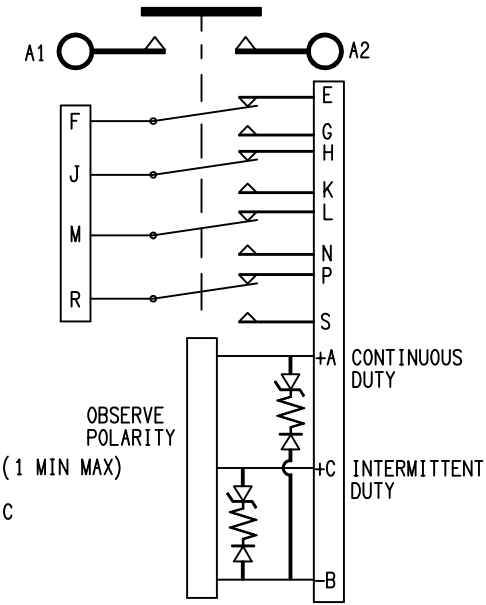 A1
A2
E
F
G
H
J
K
L
M
N
P
R
S
+A CONTINUOUS
DUTY
OBSERVE
POLARITY
(1 MIN MAX)
+C INTERMITTENT
DUTY
C
-B